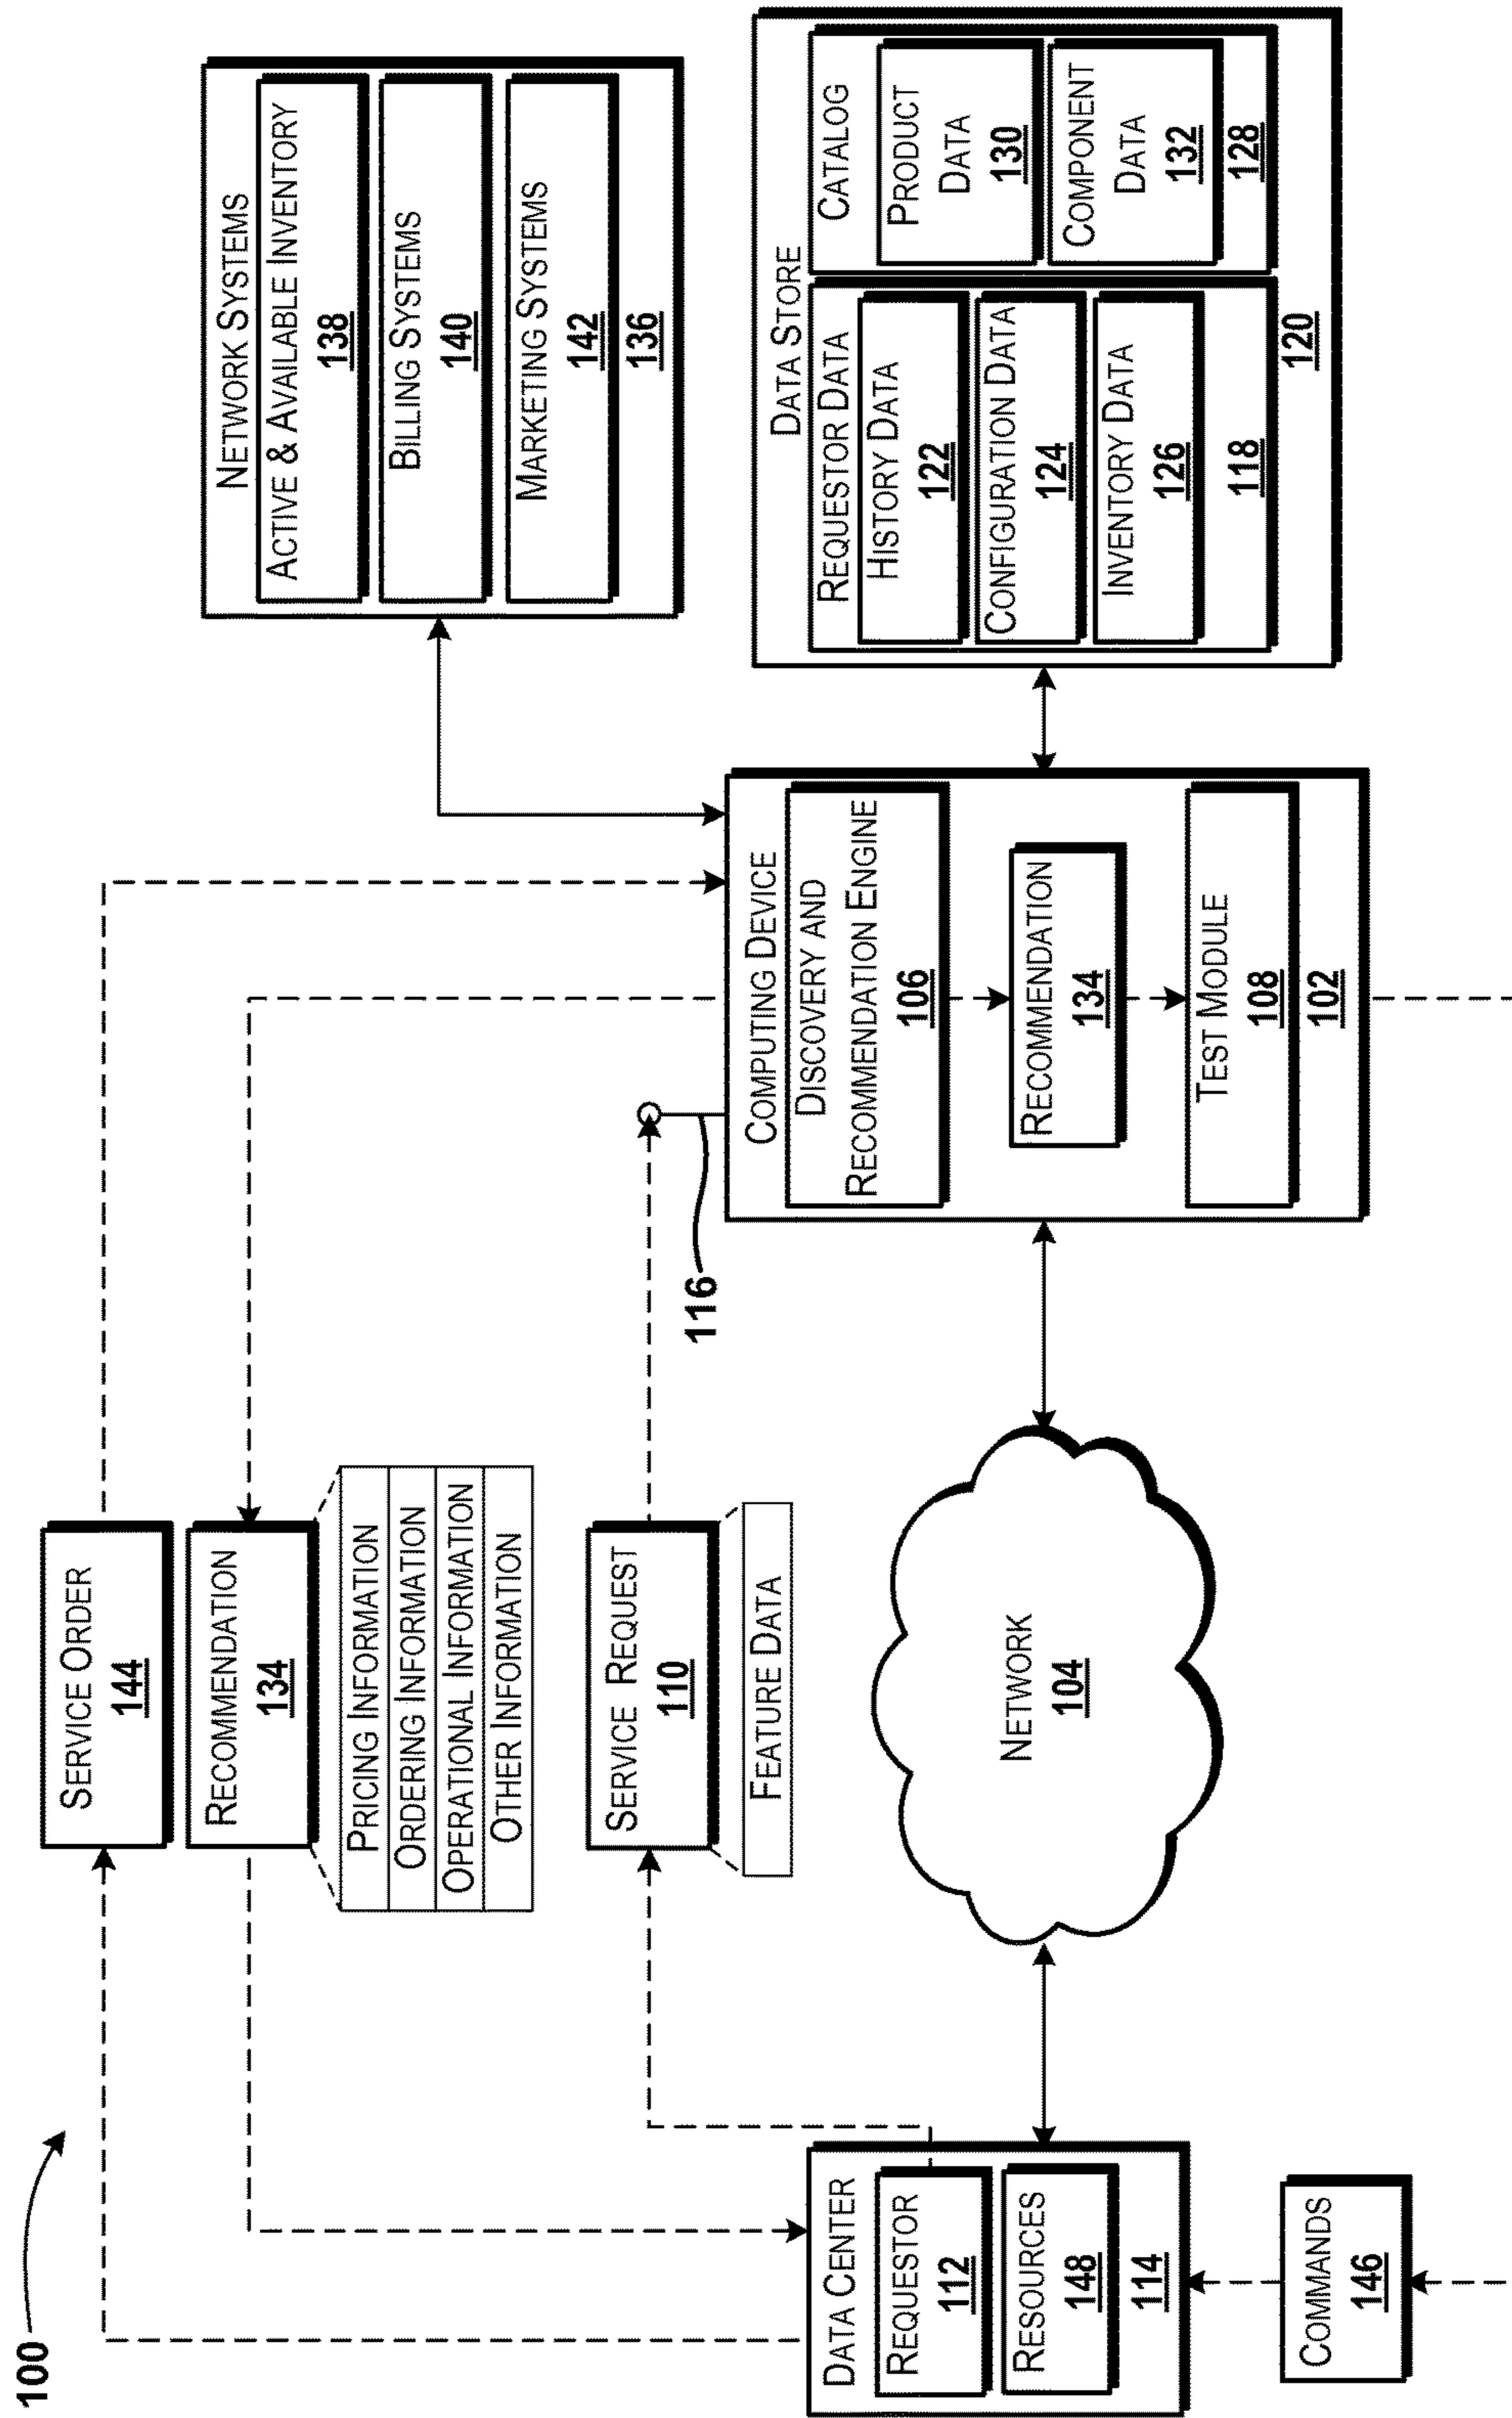 100
SERVICE ORDER
144
RECOMMENDATION
134
PRICING INFORMATION
ORDERING INFORMATION
OPERATIONAL INFORMATION
OTHER INFORMATION
SERVICE REQUEST
110
FEATURE DATA
116
NETWORK SYSTEMS
ACTIVE & AVAILABLE INVENTORY
138
BILLING SYSTEMS
140
MARKETING SYSTEMS
142
136
DATA CENTER
REQUESTOR
112
RESOURCES
148
114
COMMANDS
146
NETWORK
104
COMPUTING DEVICE
DISCOVERY AND
RECOMMENDATION ENGINE
106
RECOMMENDATION
134
TEST MODULE
108
102
DATA STORE
REQUESTOR DATA
HISTORY DATA
122
CONFIGURATION DATA
124
INVENTORY DATA
126
118
CATALOG
PRODUCT
DATA
130
COMPONENT
DATA
132
128
120